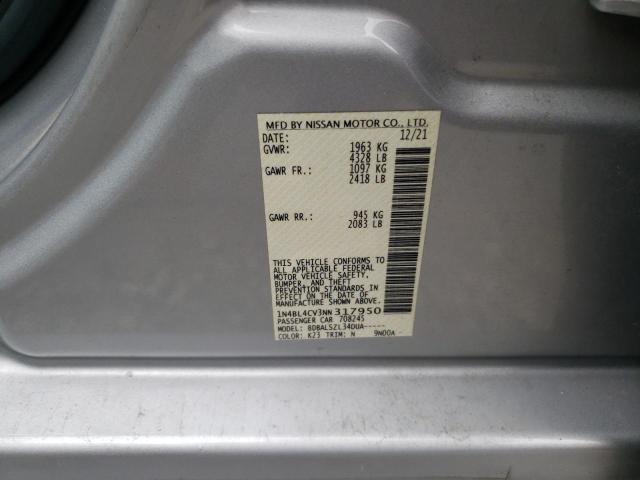 MFD BY NISSAN MOTOR CO., LTD.
DATE: 12/21
GVWR: 1963 KG
4328 LB
GAWR FR.: 1097 KG
2418 LB
GAWR RR.: 945 KG
2083 LB
THIS VEHICLE CONFORMS TO
ALL APPLICABLE FEDERAL
MOTOR VEHICLE SAFETY,
BUMPER, AND THEFT
PREVENTION STANDARDS IN
EFFECT ON THE DATE OF
MANUFACTURE SHOWN ABOVE.
1N4BL4CV3NN317950
PASSENGER CAR 708245
MODEL: BDBALSZL34DUA-----
COLOR: K23 TRIM: N 9N00A